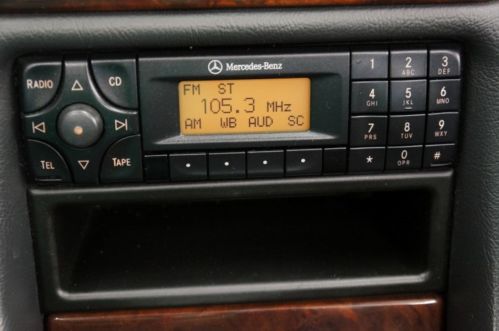 Mercedes-Benz
RADIO CD
TEL TAPE
FM ST
105.3 MHz
AM WB AUD SC
1 2 ABC 3 DEF
4 GHI 5 JKL 6 MNO
7 PRS 8 TUV 9 WXY
* 0 OPR #